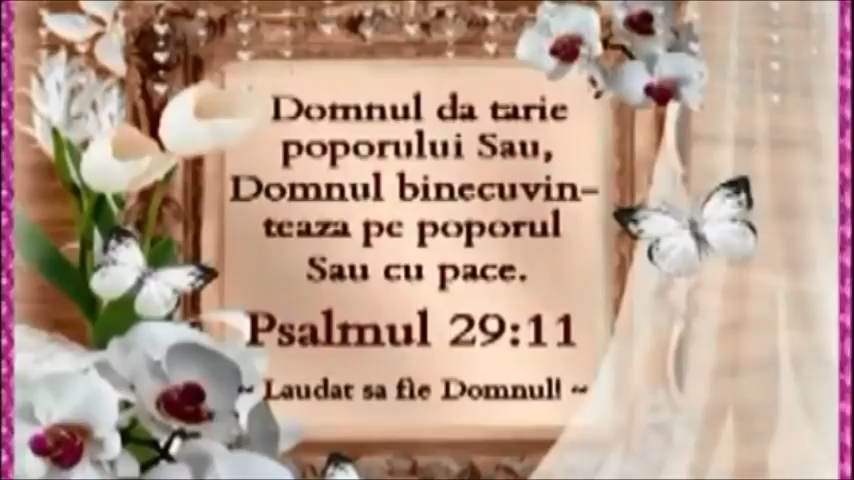 Domnul da tarie
poporului Sau,
Domnul binecuvin-
teaza pe poporul
Sau cu pace.
Psalmul 29:11
~ Laudat sa fie Domnul! ~